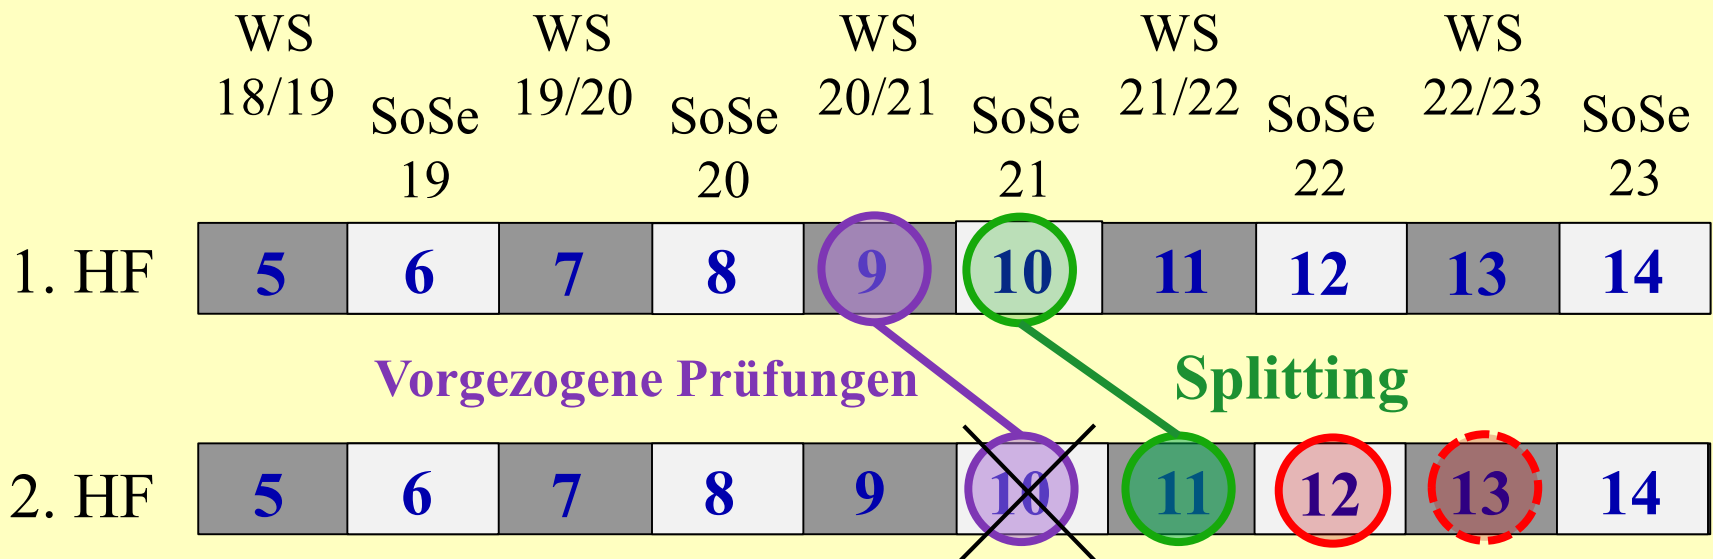 WS WS WS WS WS
18/19 19/20 20/21 21/22 22/23
SoSe SoSe SoSe SoSe SoSe
19 20 21 22 23
1. HF 5 6 7 8 9 10 11 12 13 14
Vorgezogene Prüfungen Splitting
2. HF 5 6 7 8 9 10 11 12 13 14